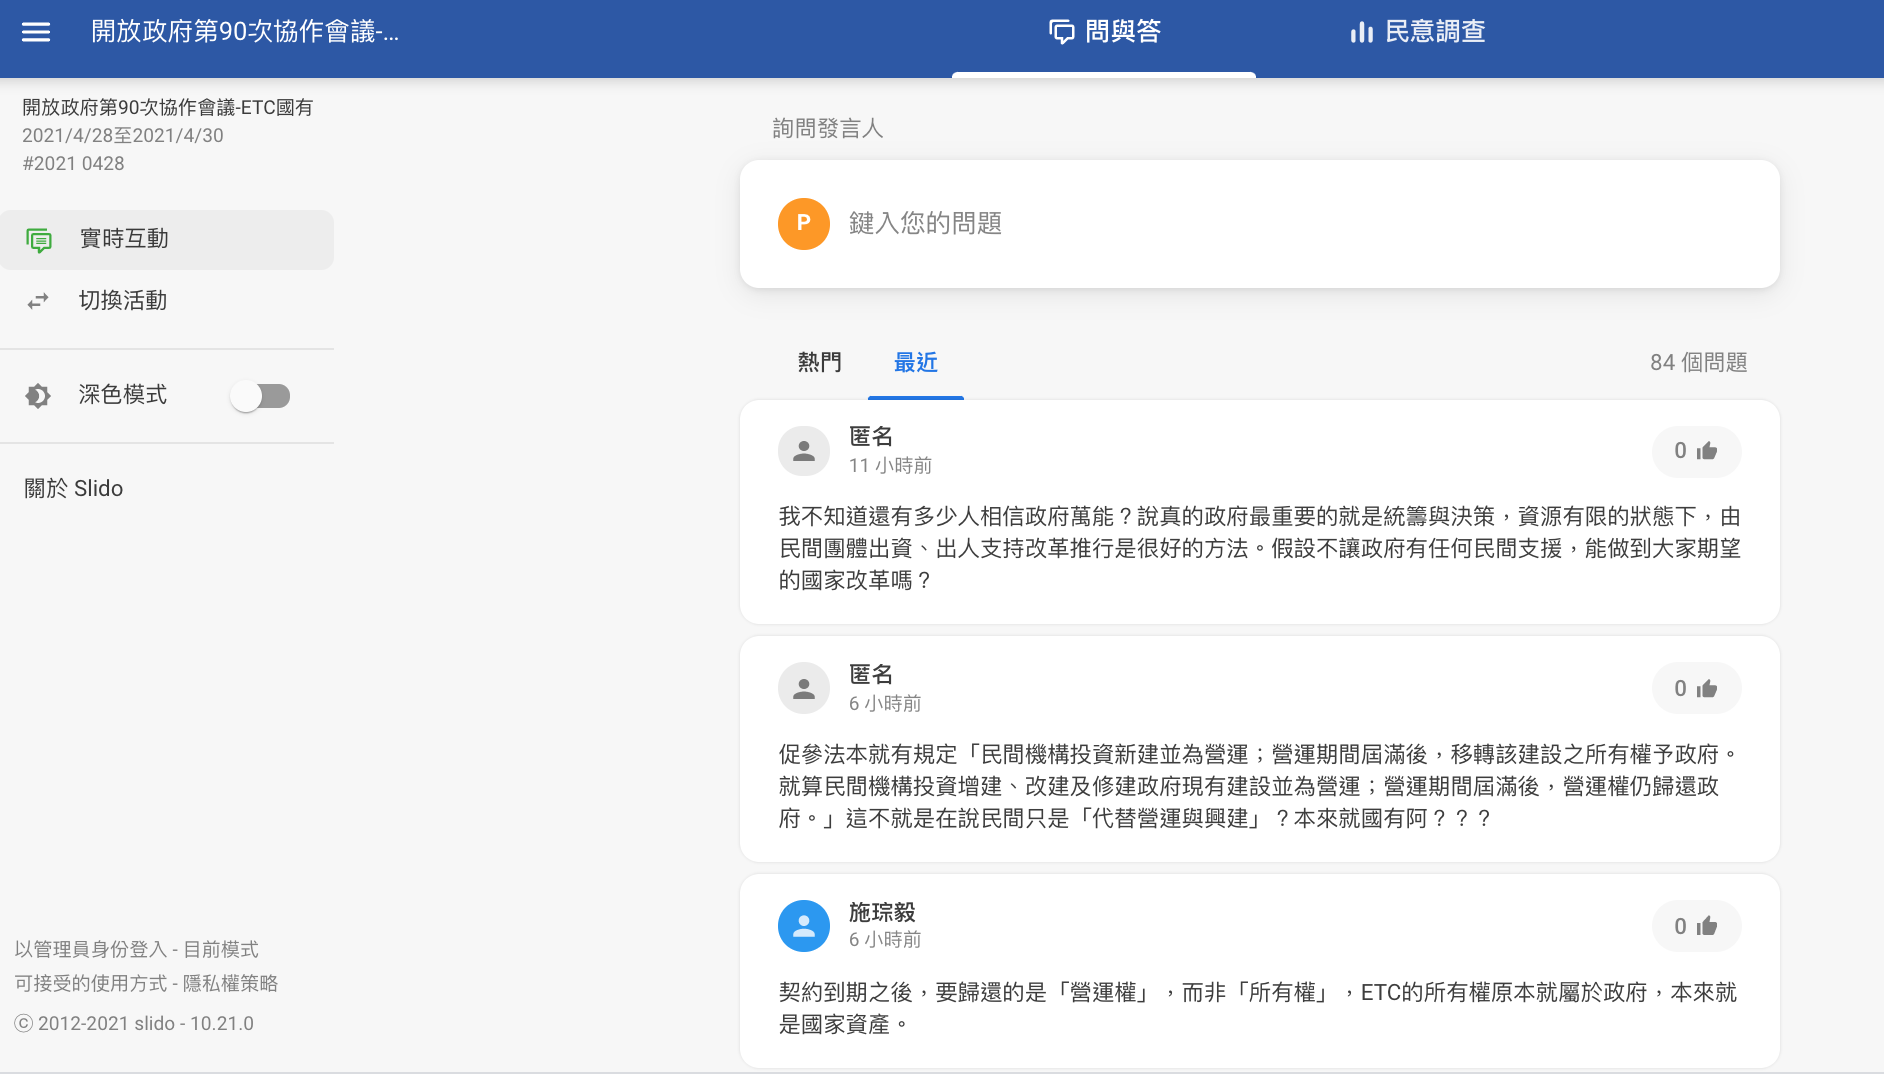 開放政府第90次協作會議-...
問與答
民意調查
開放政府第90次協作會議-ETC國有
2021/4/28至2021/4/30
#2021 0428
實時互動
切換活動
深色模式
關於 Slido
以管理員身份登入 - 目前模式
可接受的使用方式 - 隱私權策略
ⓒ 2012-2021 slido - 10.21.0
詢問發言人
P
鍵入您的問題
熱門
最近
84 個問題
匿名
11 小時前
0
我不知道還有多少人相信政府萬能？說真的政府最重要的就是統籌與決策，資源有限的狀態下，由
民間團體出資、出人支持改革推行是很好的方法。假設不讓政府有任何民間支援，能做到大家期望
的國家改革嗎？
匿名
6 小時前
0
促參法本就有規定「民間機構投資新建並為營運；營運期間屆滿後，移轉該建設之所有權予政府。
就算民間機構投資增建、改建及修建政府現有建設並為營運；營運期間屆滿後，營運權仍歸還政
府。」這不就是在說民間只是「代替營運與興建」？本來就國有阿？？？
施琮毅
6 小時前
0
契約到期之後，要歸還的是「營運權」，而非「所有權」，ETC的所有權原本就屬於政府，本來就
是國家資產。